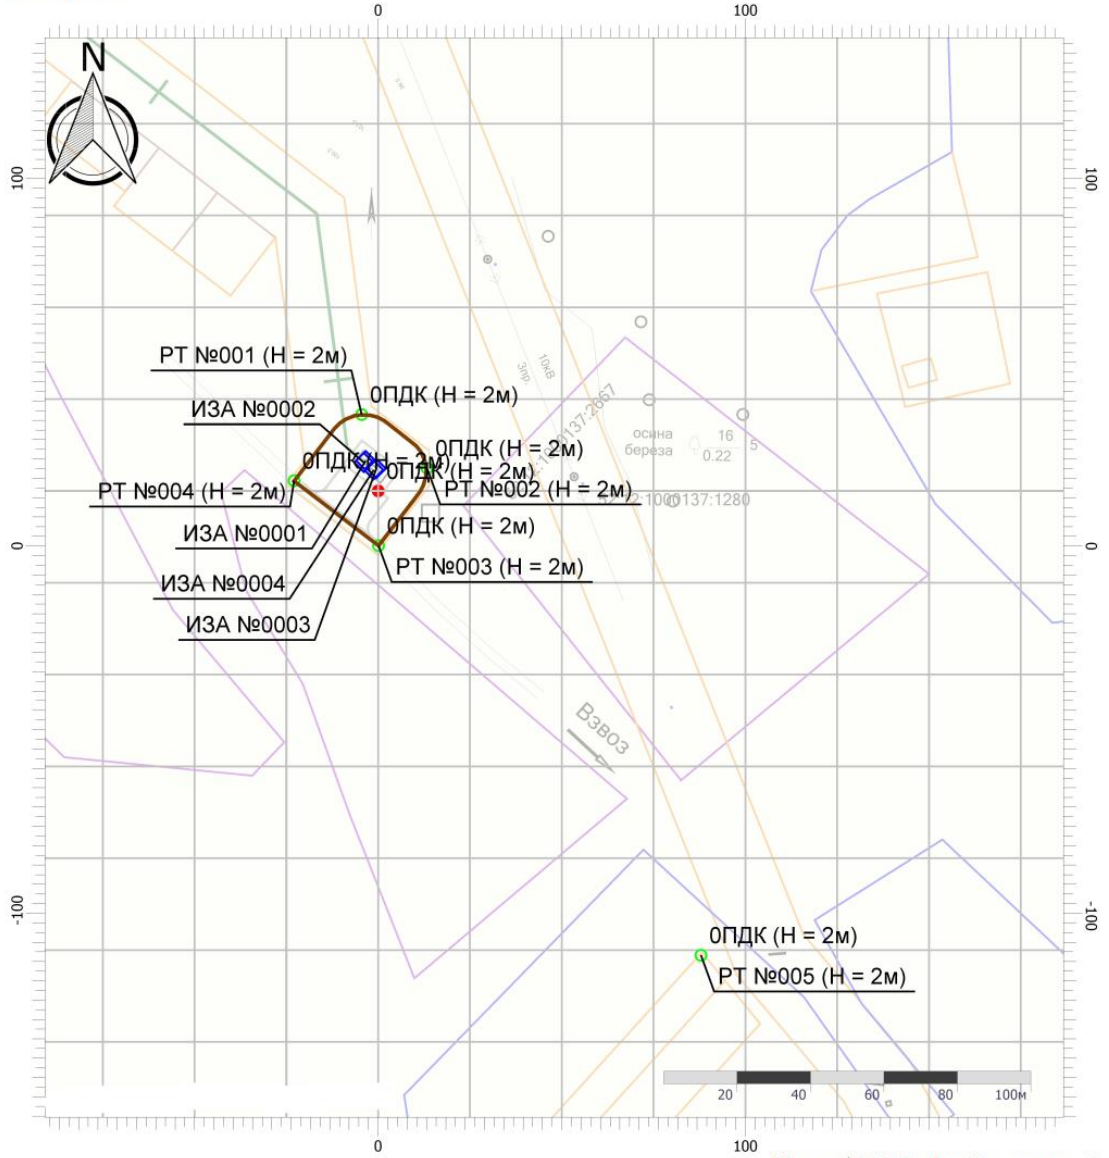 0
100
N
100
100
РТ №001 (Н = 2м)
0ПДК (Н = 2м)
10кВ
3пр.
ИЗА №0002
осина
береза
16
0.22
5
0ПДК (Н = 2м)
0ПДК (Н = 2м)
0ПДК (Н = 2м)
РТ №004 (Н = 2м)
РТ №002 (Н = 2м)
:1000137:1280
0ПДК (Н = 2м)
ИЗА №0001
0
0
РТ №003 (Н = 2м)
ИЗА №0004
ИЗА №0003
Взвоз
-100
-100
0ПДК (Н = 2м)
РТ №005 (Н = 2м)
20
40
60
80
100м
0
100